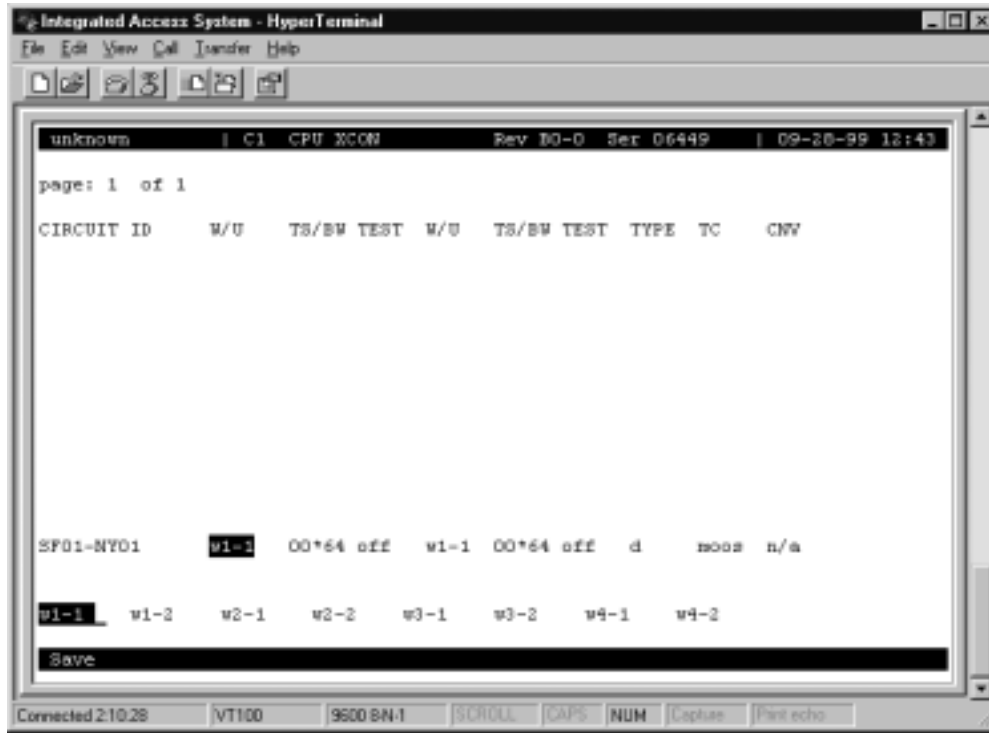 Integrated Access System - HyperTerminal
File Edit View Call Transfer Help
unknown | C1 CPU XCON Rev B0-0 Ser 06449 | 09-28-99 12:43
page: 1 of 1
CIRCUIT ID W/U TS/BW TEST W/U TS/BW TEST TYPE TC CNV
SF01-NY01 w1-1 00*64 off w1-1 00*64 off d moos n/a
w1-1 w1-2 w2-1 w2-2 w3-1 w3-2 w4-1 w4-2
Save
Connected 2:10:28 VT100 9600 8-N-1 SCROLL CAPS NUM Capture Print echo